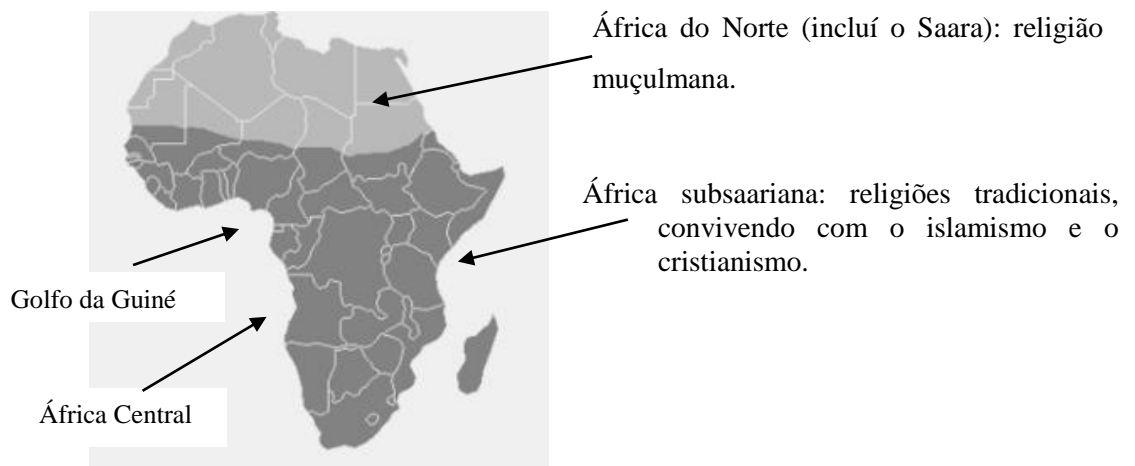 África do Norte (incluí o Saara): religião
muçulmana.
África subsaariana: religiões tradicionais,
convivendo com o islamismo e o
cristianismo.
Golfo da Guiné
África Central